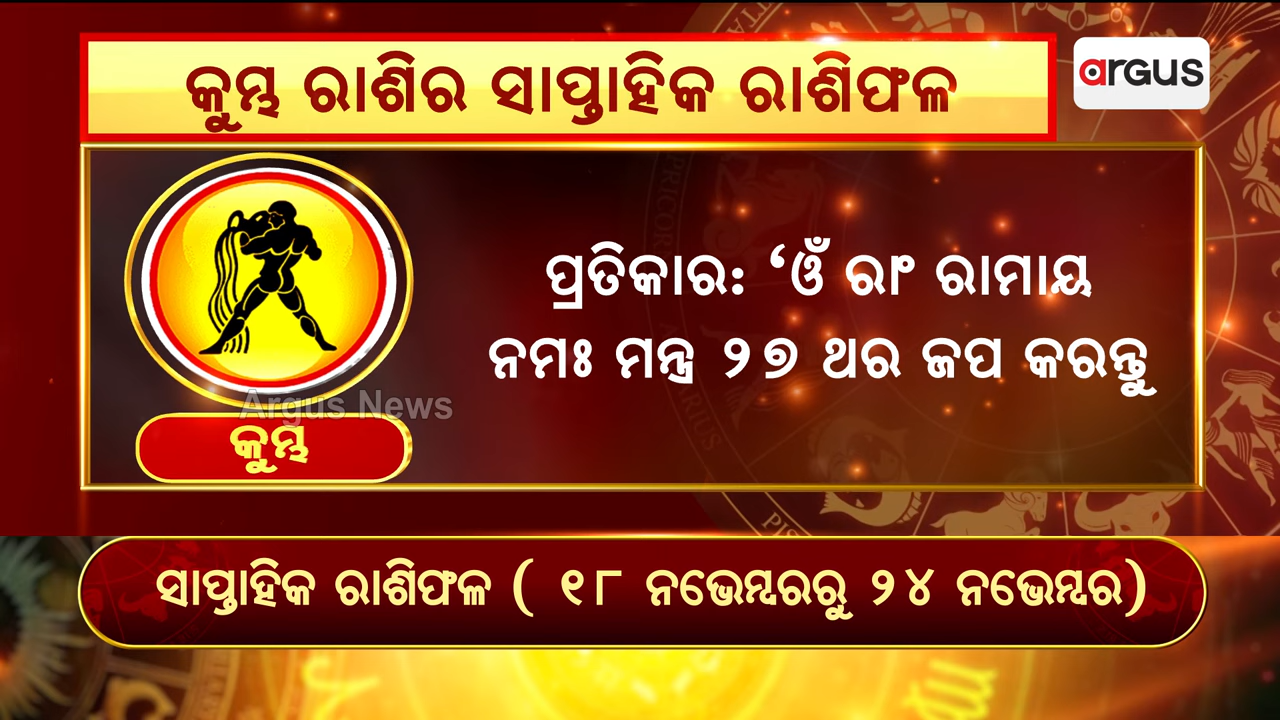 କୁମ୍ଭ ରାଶିର ସାପ୍ତାହିକ ରାଶିଫଳ
argus
ପ୍ରତିକାର: ‘ଓଁ ରାଂ ରାମାୟ
ନମଃ ମନ୍ତ୍ର ୨୭ ଥର ଜପ କରନ୍ତୁ
Argus News
କୁମ୍ଭ
ସାପ୍ତାହିକ ରାଶିଫଳ ( ୧୮ ନଭେମ୍ବରରୁ ୨୪ ନଭେମ୍ବର)